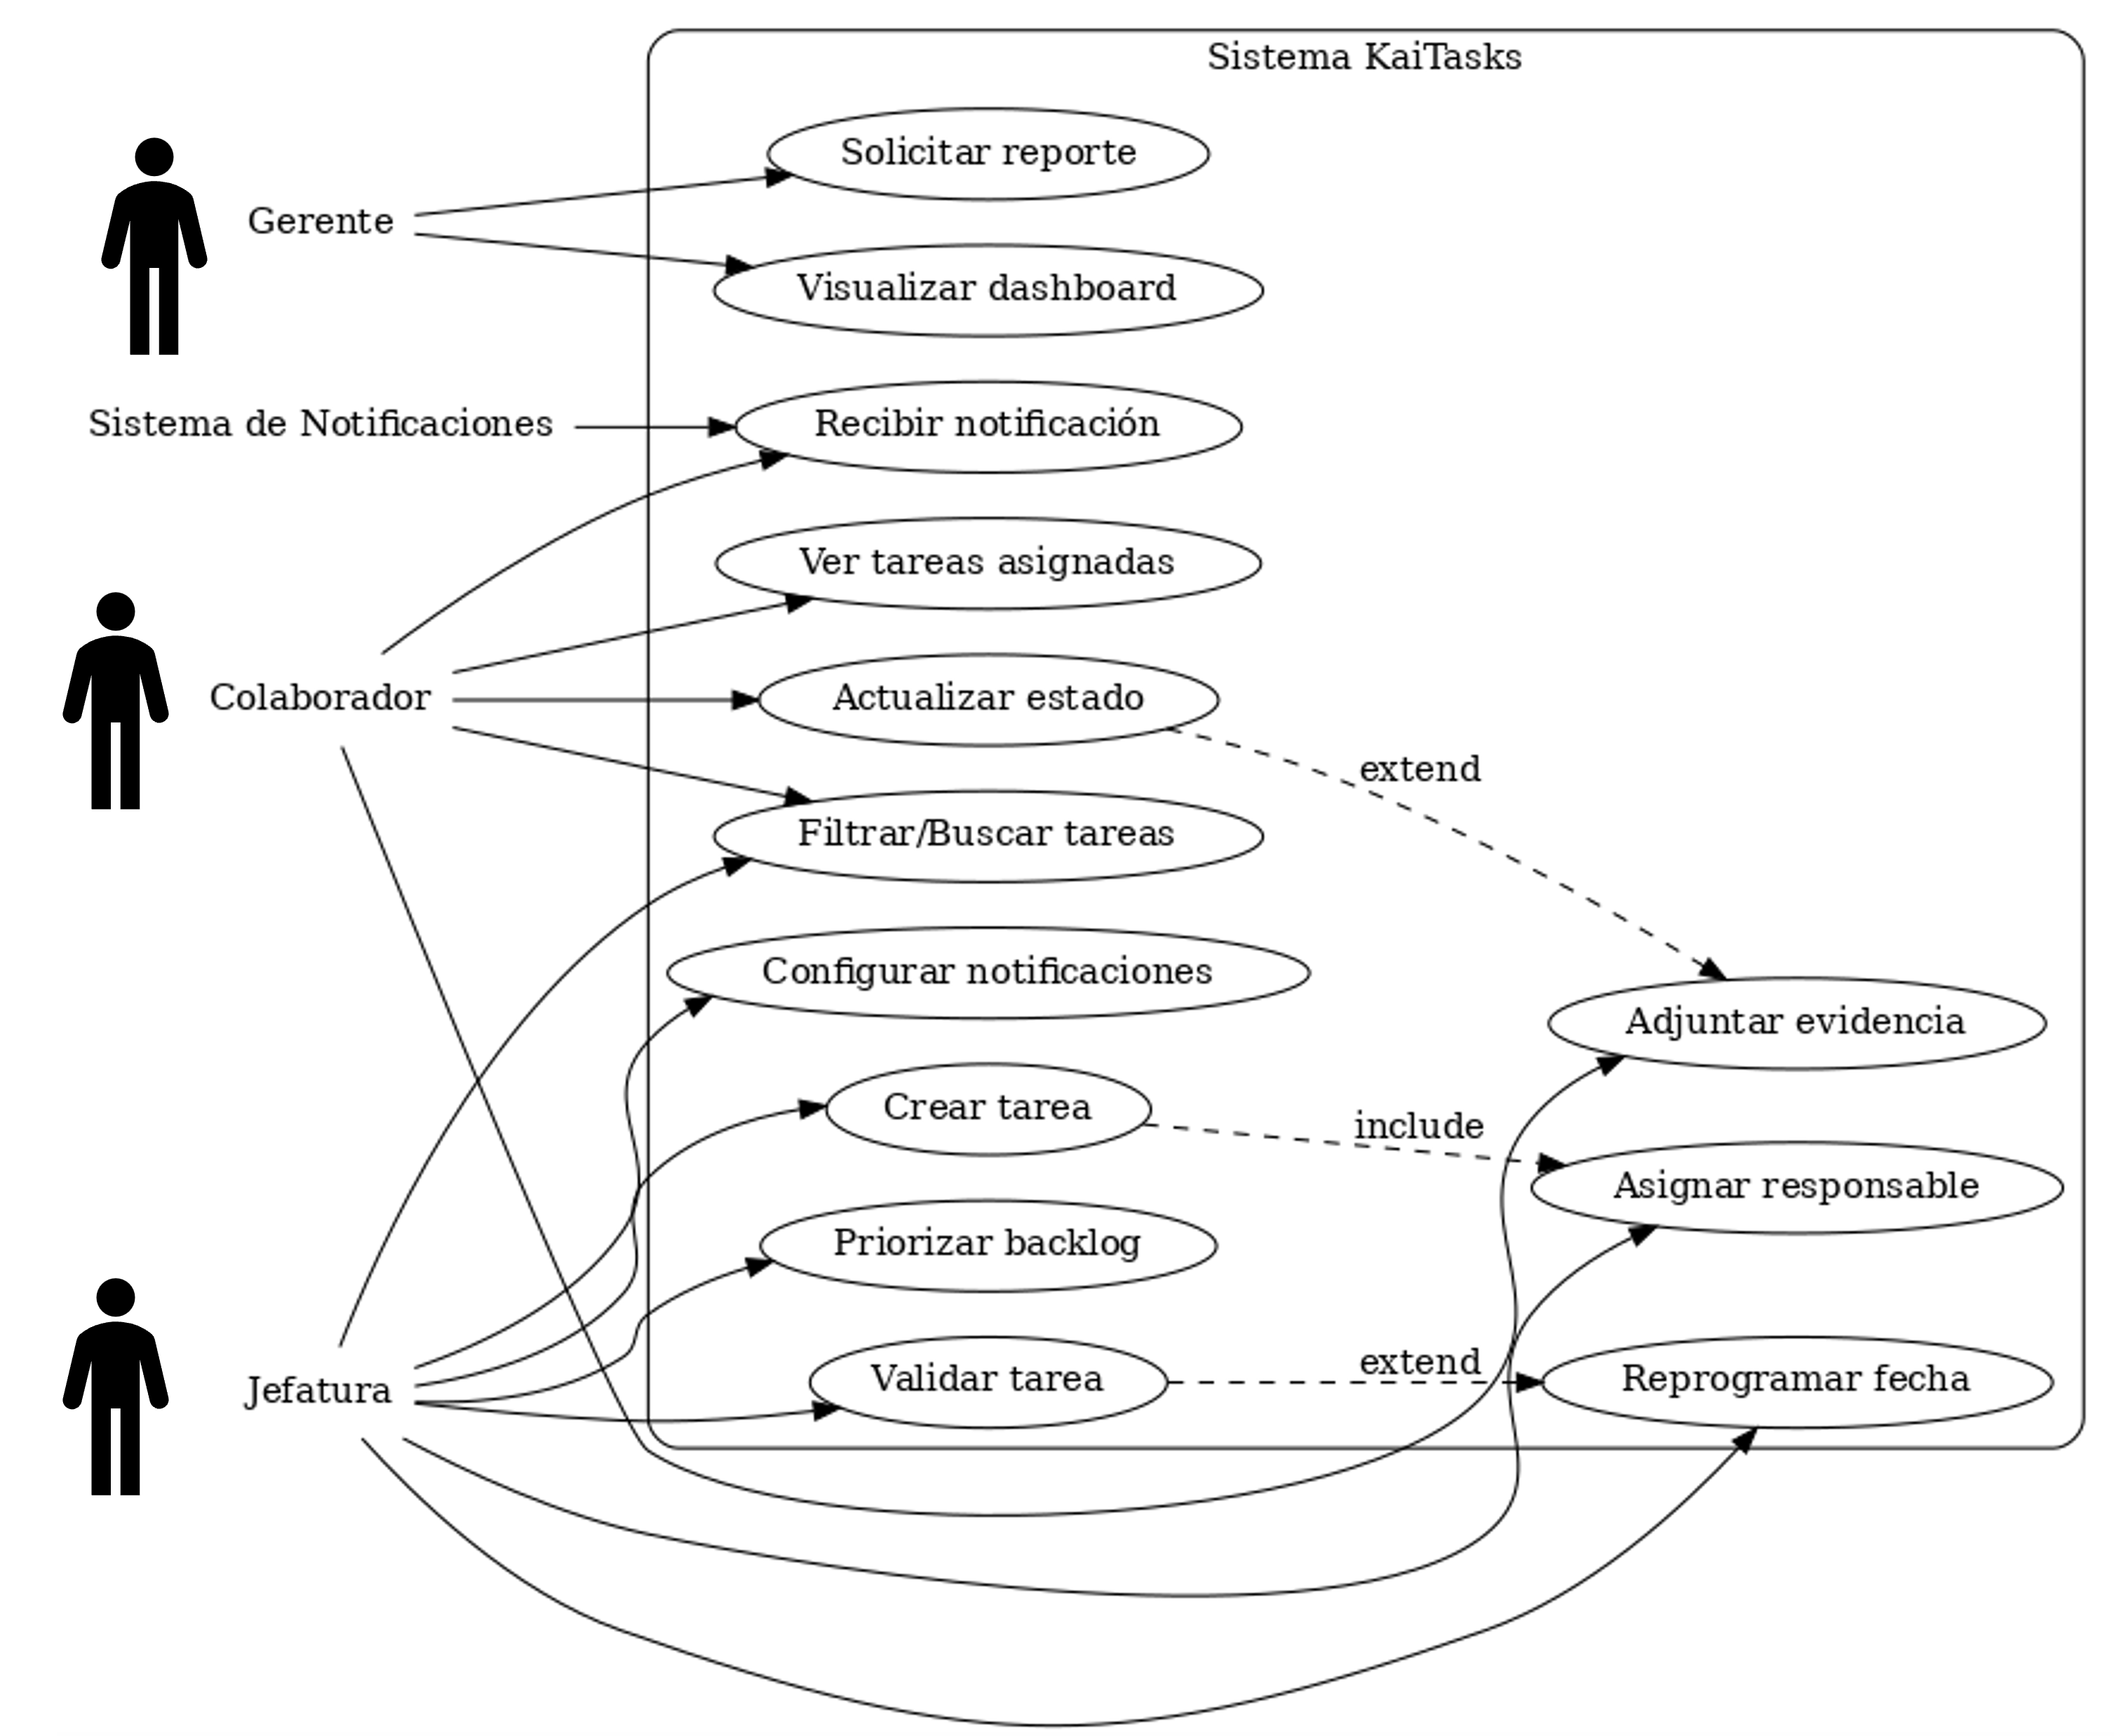 Sistema KaiTasks
Solicitar reporte
Gerente
Visualizar dashboard
Sistema de Notificaciones
Recibir notificación
Ver tareas asignadas
Colaborador
Actualizar estado
extend
Filtrar/Buscar tareas
Configurar notificaciones
Adjuntar evidencia
Crear tarea
include
Asignar responsable
Priorizar backlog
Jefatura
Validar tarea
extend
Reprogramar fecha